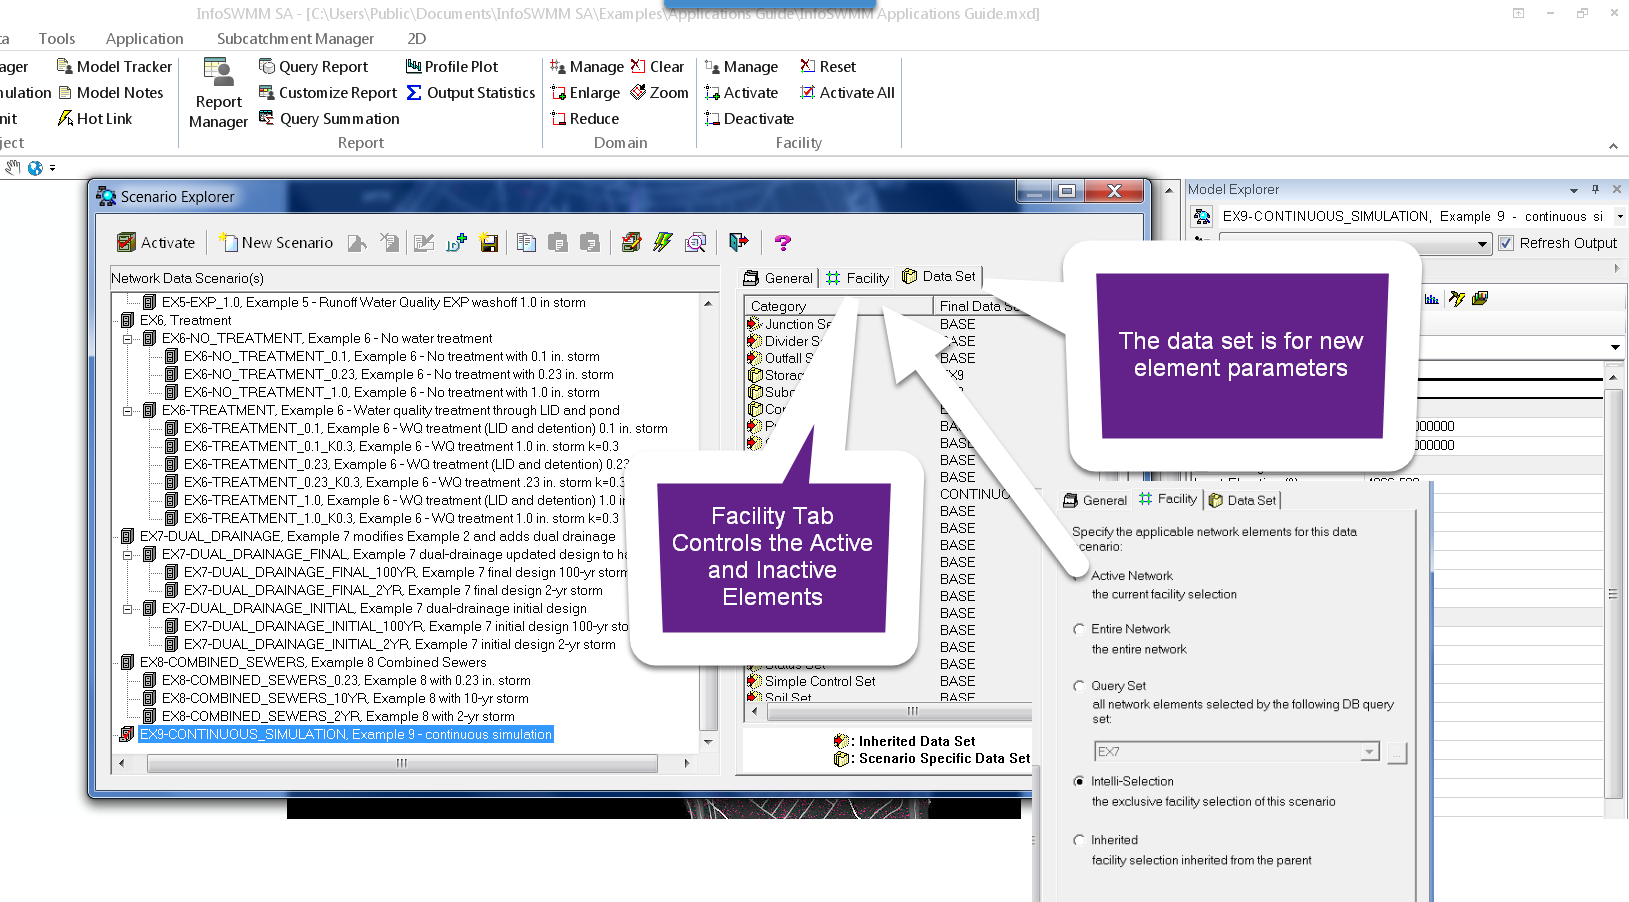 InfoSWMM SA - [C:\Users\Public\Documents\InfoSWMM SA\Examples\Applications Guide\InfoSWMM Applications Guide.mxd]
Tools Application Subcatchment Manager 2D
Model Tracker
Model Notes
Hot Link
Report
Manager
Query Report
Customize Report
Query Summation
Profile Plot
Output Statistics
Report
Manage Clear
Enlarge Zoom
Reduce
Domain
Manage Reset
Activate Activate All
Deactivate
Facility
Scenario Explorer
Activate New Scenario
Network Data Scenario(s)
EX5-EXP_1.0, Example 5 - Runoff Water Quality EXP washoff 1.0 in storm
EX6, Treatment
EX6-NO_TREATMENT, Example 6 - No water treatment
EX6-NO_TREATMENT_0.1, Example 6 - No treatment with 0.1 in. storm
EX6-NO_TREATMENT_0.23, Example 6 - No treatment with 0.23 in. storm
EX6-NO_TREATMENT_1.0, Example 6 - No treatment with 1.0 in. storm
EX6-TREATMENT, Example 6 - Water quality treatment through LID and pond
EX6-TREATMENT_0.1, Example 6 - WQ treatment (LID and detention) 0.1 in. storm
EX6-TREATMENT_0.1_K0.3, Example 6 - WQ treatment 1.0 in. storm k=0.3
EX6-TREATMENT_0.23, Example 6 - WQ treatment (LID and detention) 0.23
EX6-TREATMENT_0.23_K0.3, Example 6 - WQ treatment .23 in. storm k=0.3
EX6-TREATMENT_1.0, Example 6 - WQ treatment (LID and detention) 1.0 in
EX6-TREATMENT_1.0_K0.3, Example 6 - WQ treatment 1.0 in. storm k=0.3
EX7-DUAL_DRAINAGE, Example 7 modifies Example 2 and adds dual drainage
EX7-DUAL_DRAINAGE_FINAL, Example 7 dual-drainage updated design to ha
EX7-DUAL_DRAINAGE_FINAL_100YR, Example 7 final design 100-yr storm
EX7-DUAL_DRAINAGE_FINAL_2YR, Example 7 final design 2-yr storm
EX7-DUAL_DRAINAGE_INITIAL, Example 7 dual-drainage initial design
EX7-DUAL_DRAINAGE_INITIAL_100YR, Example 7 initial design 100-yr sto
EX7-DUAL_DRAINAGE_INITIAL_2YR, Example 7 initial design 2-yr storm
EX8-COMBINED_SEWERS, Example 8 Combined Sewers
EX8-COMBINED_SEWERS_0.23, Example 8 with 0.23 in. storm
EX8-COMBINED_SEWERS_10YR, Example 8 with 10-yr storm
EX8-COMBINED_SEWERS_2YR, Example 8 with 2-yr storm
EX9-CONTINUOUS_SIMULATION, Example 9 - continuous simulation
General Facility Data Set
Category Final Data
Junction BASE
Divider
Outfall BASE
BASE
BASE
BASE
CONTINUO
BASE
BASE
BASE
BASE
BASE
BASE
BASE
BASE
BASE
BASE
Simple Control Set BASE
Soil Set BASE
: Inherited Data Set
: Scenario Specific Data Set
Facility Tab
Controls the Active
and Inactive
Elements
The data set is for new
element parameters
Model Explorer
EX9-CONTINUOUS_SIMULATION, Example 9 - continuous si
Refresh Output
General Facility Data Set
Specify the applicable network elements for this data
scenario:
Active Network
the current facility selection
Entire Network
the entire network
Query Set
all network elements selected by the following DB query
set:
EX7
Intelli-Selection
the exclusive facility selection of this scenario
Inherited
facility selection inherited from the parent